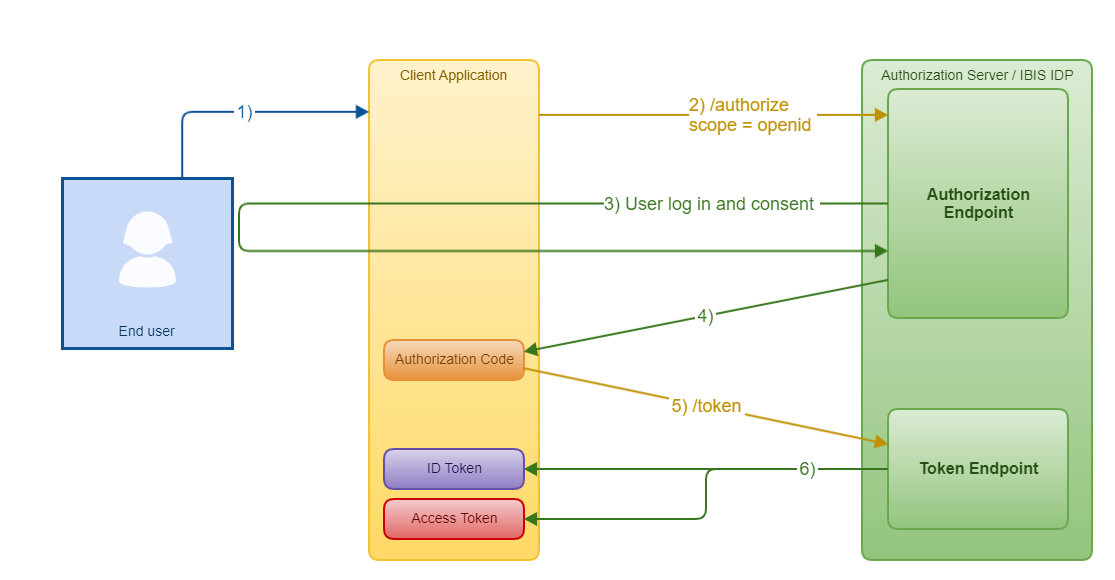 Client Application
Authorization Server / IBIS IDP
1)
2) /authorize
scope = openid
Authorization
Endpoint
3) User log in and consent
End user
4)
Authorization Code
5) /token
ID Token
6)
Token Endpoint
Access Token